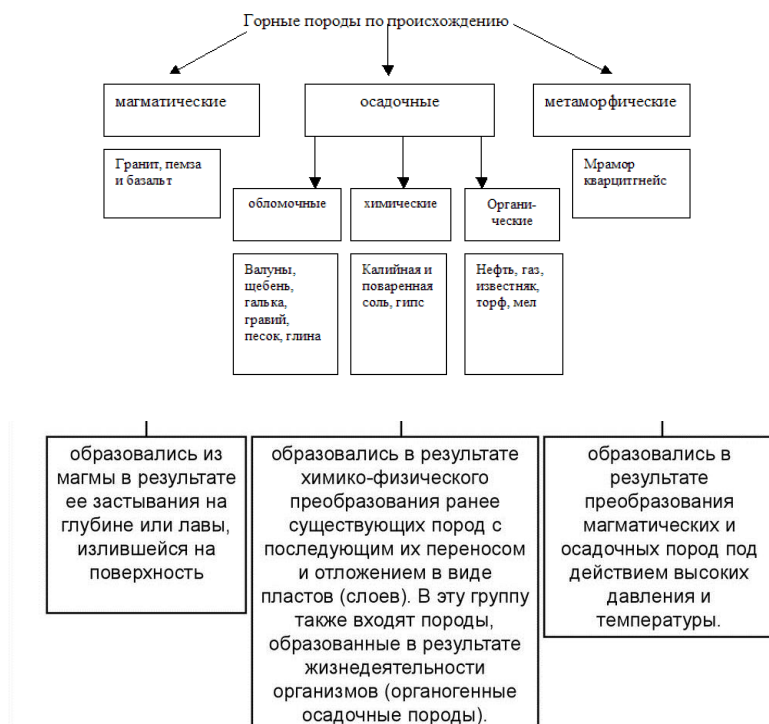 Горные породы по происхождению
магматические
осадочные
метаморфические
Гранит, пемза
и базальт
Мрамор
кварцитгнейс
обломочные
химические
Органи-
ческие
Валуны,
щебень,
галька,
гравий,
песок, глина
Калийная и
поваренная
соль, гипс
Нефть, газ,
известняк,
торф, мел
образовались из
магмы в результате
ее застывания на
глубине или лавы,
излившейся на
поверхность
образовались в результате
химико-физического
преобразования ранее
существующих пород с
последующим их переносом
и отложением в виде
пластов (слоев). В эту группу
также входят породы,
образованные в результате
жизнедеятельности
организмов (органогенные
осадочные породы).
образовались в
результате
преобразования
магматических и
осадочных пород под
действием высоких
давления и
температуры.